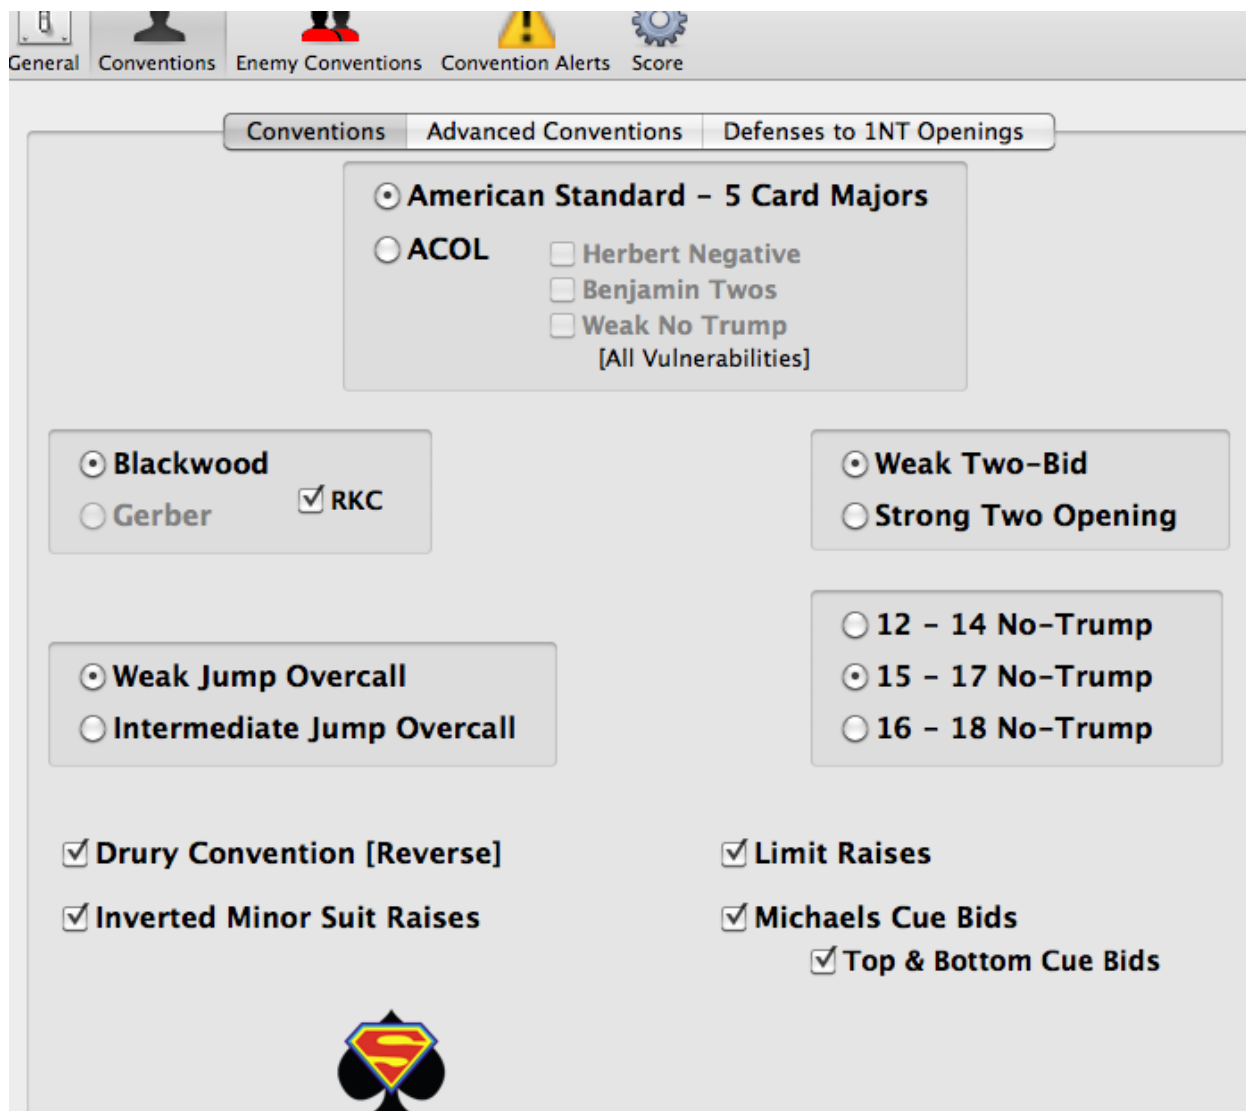 General Conventions Enemy Conventions Convention Alerts Score
Conventions Advanced Conventions Defenses to 1NT Openings
American Standard – 5 Card Majors
ACOL
Herbert Negative
Benjamin Twos
Weak No Trump
[All Vulnerabilities]
Blackwood
Gerber
RKC
Weak Two-Bid
Strong Two Opening
12 – 14 No-Trump
15 – 17 No-Trump
16 – 18 No-Trump
Weak Jump Overcall
Intermediate Jump Overcall
Drury Convention [Reverse]
Limit Raises
Inverted Minor Suit Raises
Michaels Cue Bids
Top & Bottom Cue Bids
S